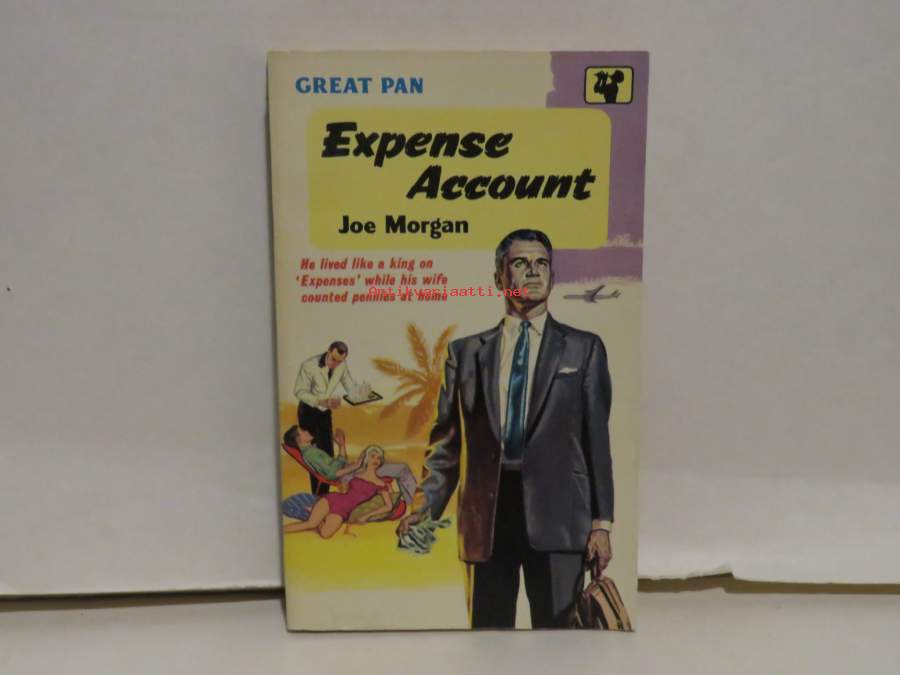 GREAT PAN
Expense
Account
Joe Morgan
He lived like a king on
'Expenses' while his wife
counted pennies at home
Antikvariaatti.net